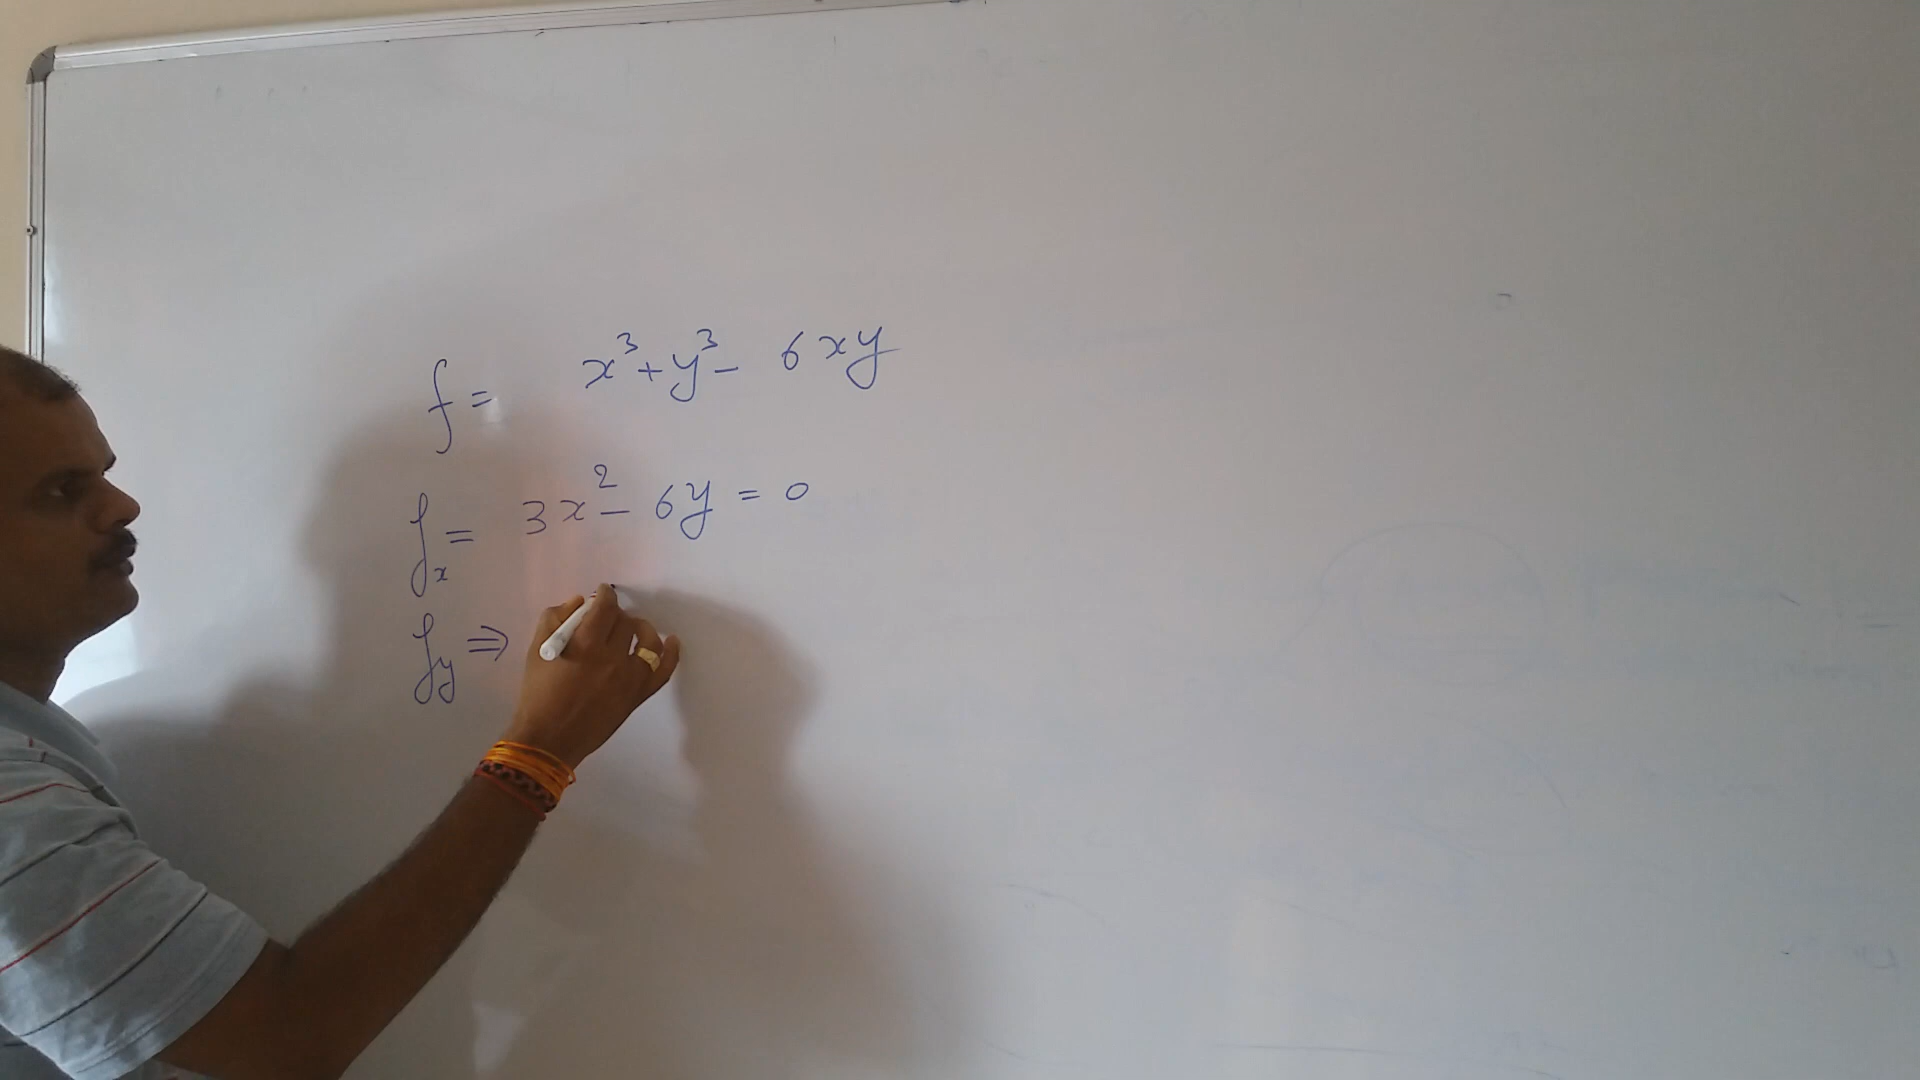 f = x³ + y³ - 6xy
fx = 3x² - 6y = 0
fy ⇒